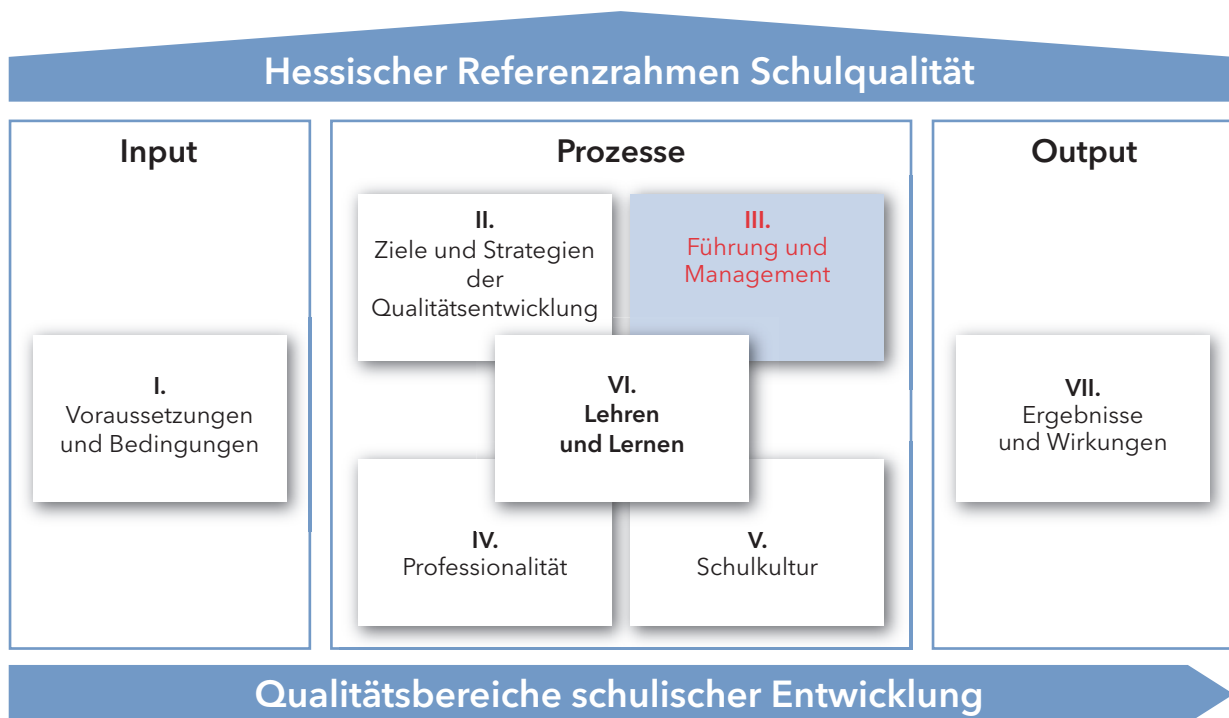 Hessischer Referenzrahmen Schulqualität
Input
I.
Voraussetzungen
und Bedingungen
Prozesse
II.
Ziele und Strategien
der
Qualitätsentwicklung
III.
Führung und
Management
VI.
Lehren
und Lernen
IV.
Professionalität
V.
Schulkultur
Output
VII.
Ergebnisse
und Wirkungen
Qualitätsbereiche schulischer Entwicklung